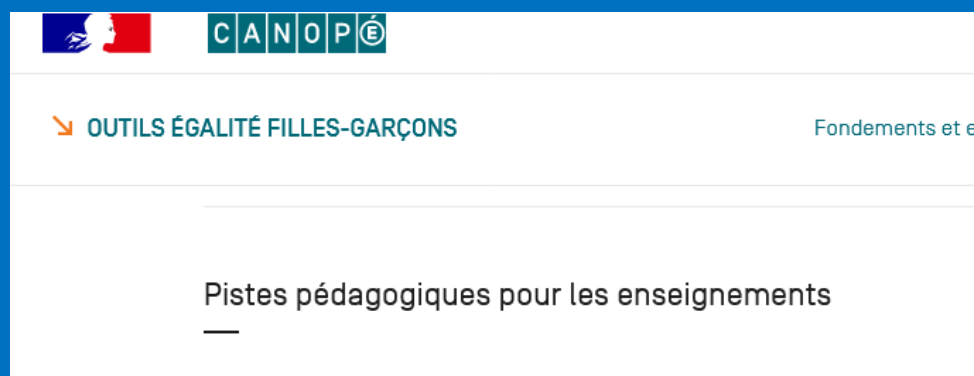 CANOPÉ
OUTILS ÉGALITÉ FILLES-GARÇONS
Fondements et e
Pistes pédagogiques pour les enseignements